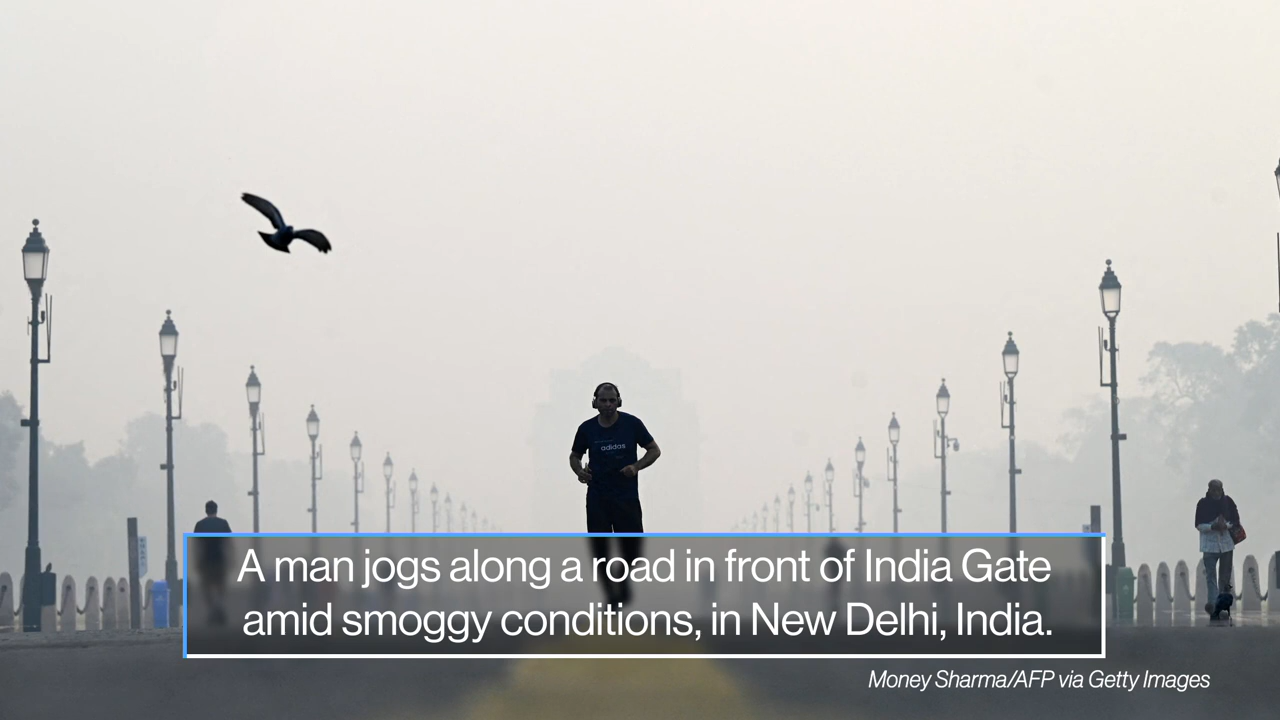 adidas
A man jogs along a road in front of India Gate
amid smoggy conditions, in New Delhi, India.
Money Sharma/AFP via Getty Images